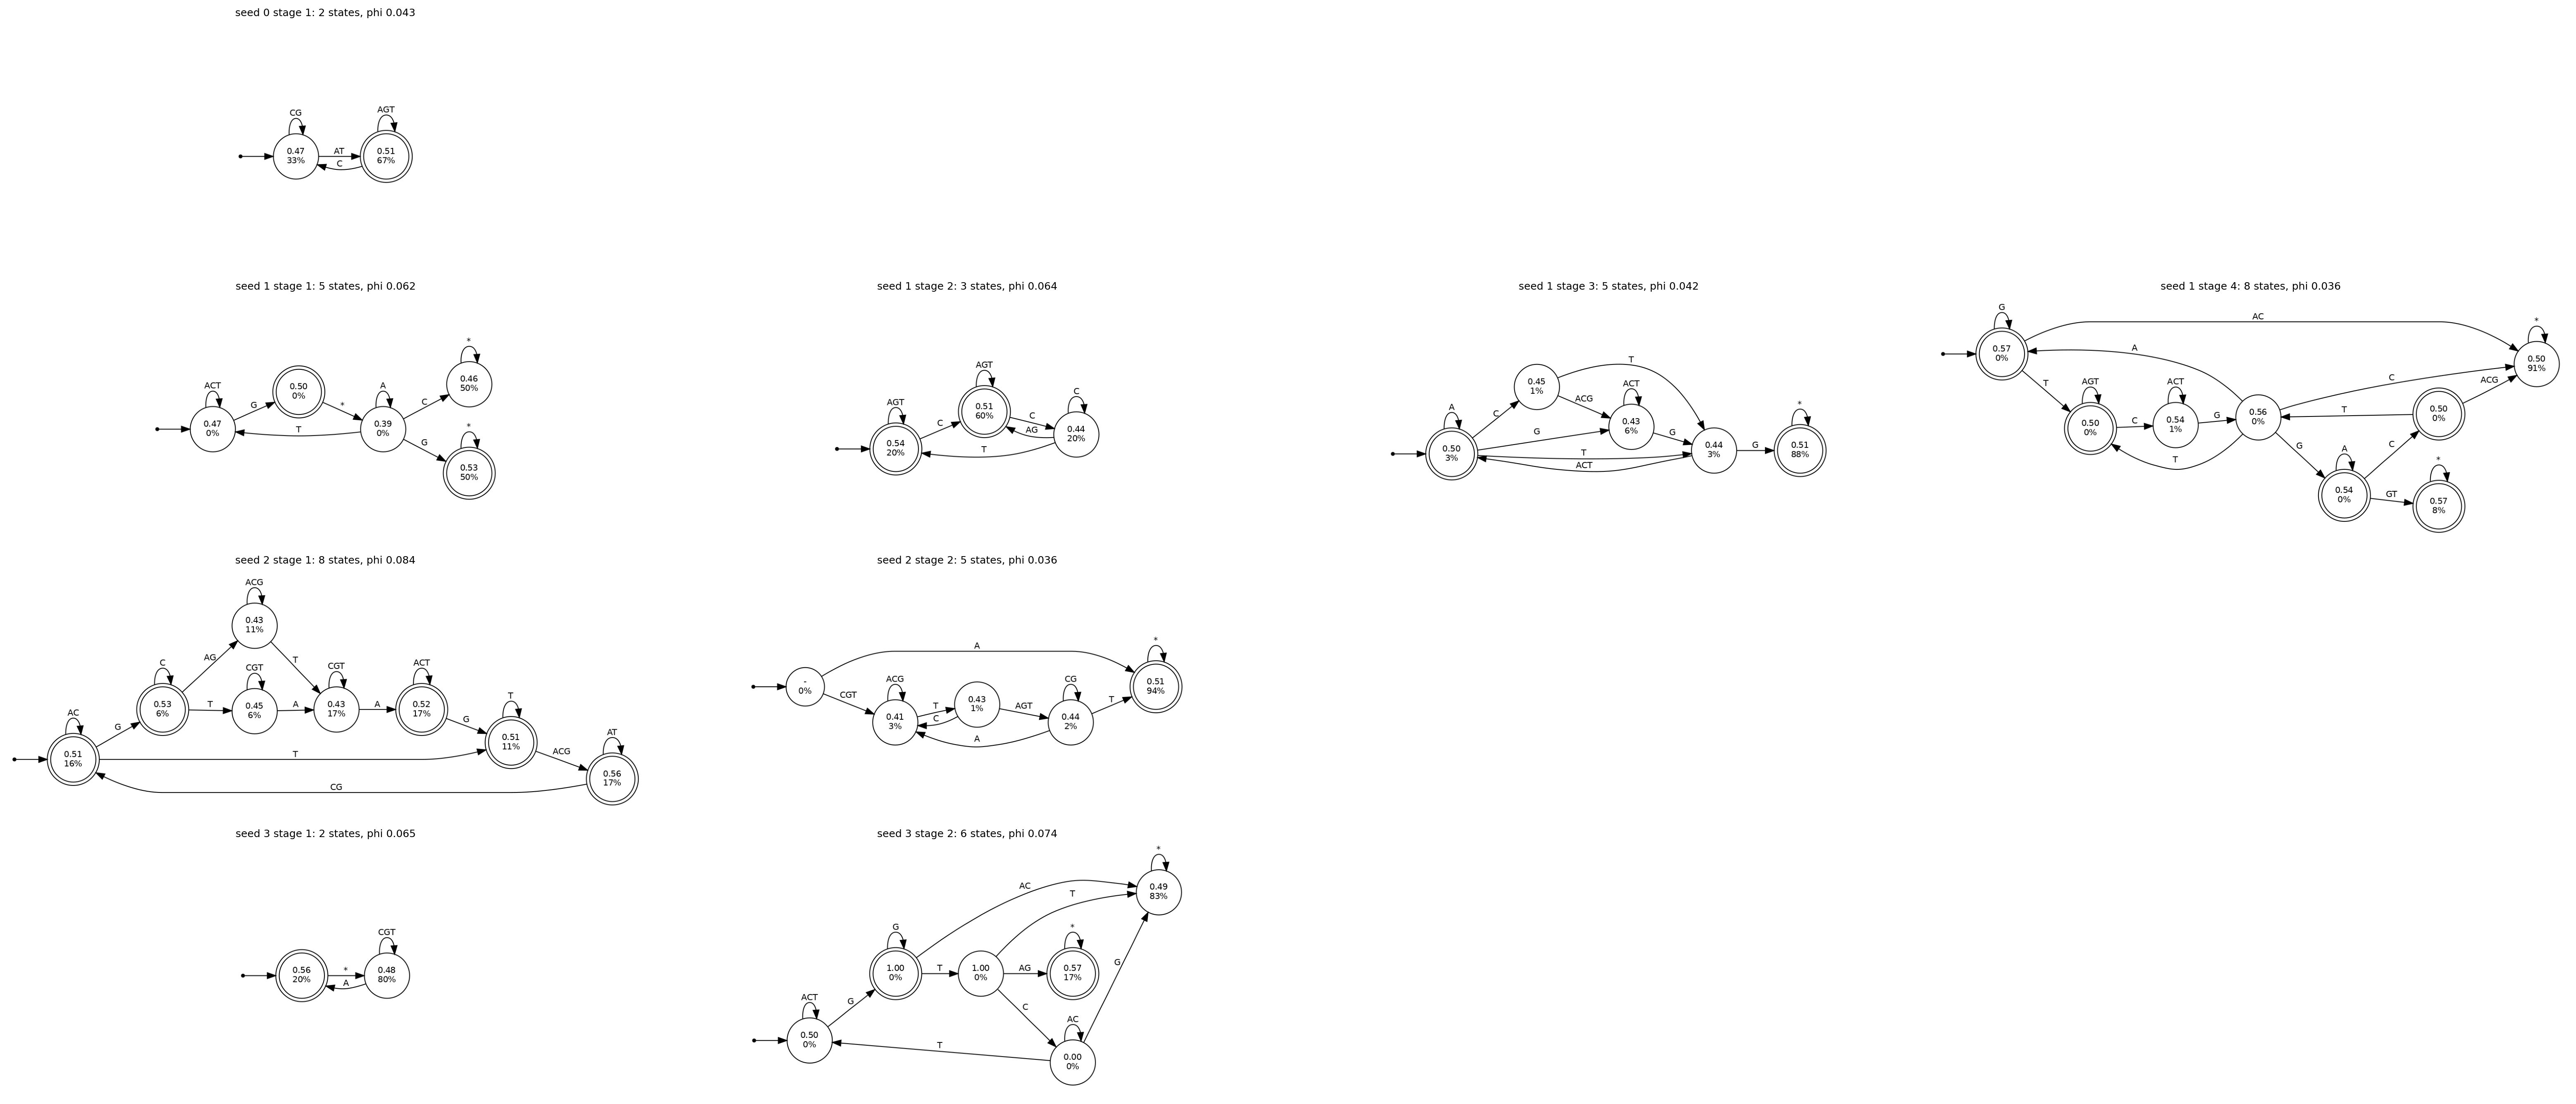 seed 0 stage 1: 2 states, phi 0.043
CG
AGT
0.47
33%
AT
C
0.51
67%
seed 1 stage 1: 5 states, phi 0.062
ACT
0.47
0%
G
0.50
0%
*
A
0.39
0%
T
C
*
0.46
50%
G
*
0.53
50%
seed 1 stage 2: 3 states, phi 0.064
AGT
0.54
20%
C
AGT
0.51
60%
C
AG
T
C
0.44
20%
seed 1 stage 3: 5 states, phi 0.042
A
0.50
3%
C
0.45
1%
T
ACG
G
ACT
0.43
6%
G
T
ACT
0.44
3%
G
*
0.51
88%
seed 1 stage 4: 8 states, phi 0.036
G
0.57
0%
AC
A
T
AGT
0.50
0%
C
ACT
0.54
1%
G
0.56
0%
T
C
T
G
A
0.54
0%
C
GT
0.50
0%
ACG
*
0.50
91%
*
0.57
8%
seed 2 stage 1: 8 states, phi 0.084
ACG
0.43
11%
AC
0.51
16%
G
C
0.53
6%
AG
T
CGT
0.45
6%
A
T
CGT
0.43
17%
A
ACT
0.52
17%
G
T
T
0.51
11%
ACG
AT
0.56
17%
CG
seed 2 stage 2: 5 states, phi 0.036
-
0%
A
CGT
ACG
0.41
3%
T
C
0.43
1%
AGT
CG
0.44
2%
A
T
*
0.51
94%
seed 3 stage 1: 2 states, phi 0.065
0.56
20%
*
A
CGT
0.48
80%
seed 3 stage 2: 6 states, phi 0.074
ACT
0.50
0%
G
G
1.00
0%
AC
T
1.00
0%
T
AG
C
*
0.57
17%
AC
0.00
0%
T
G
*
0.49
83%